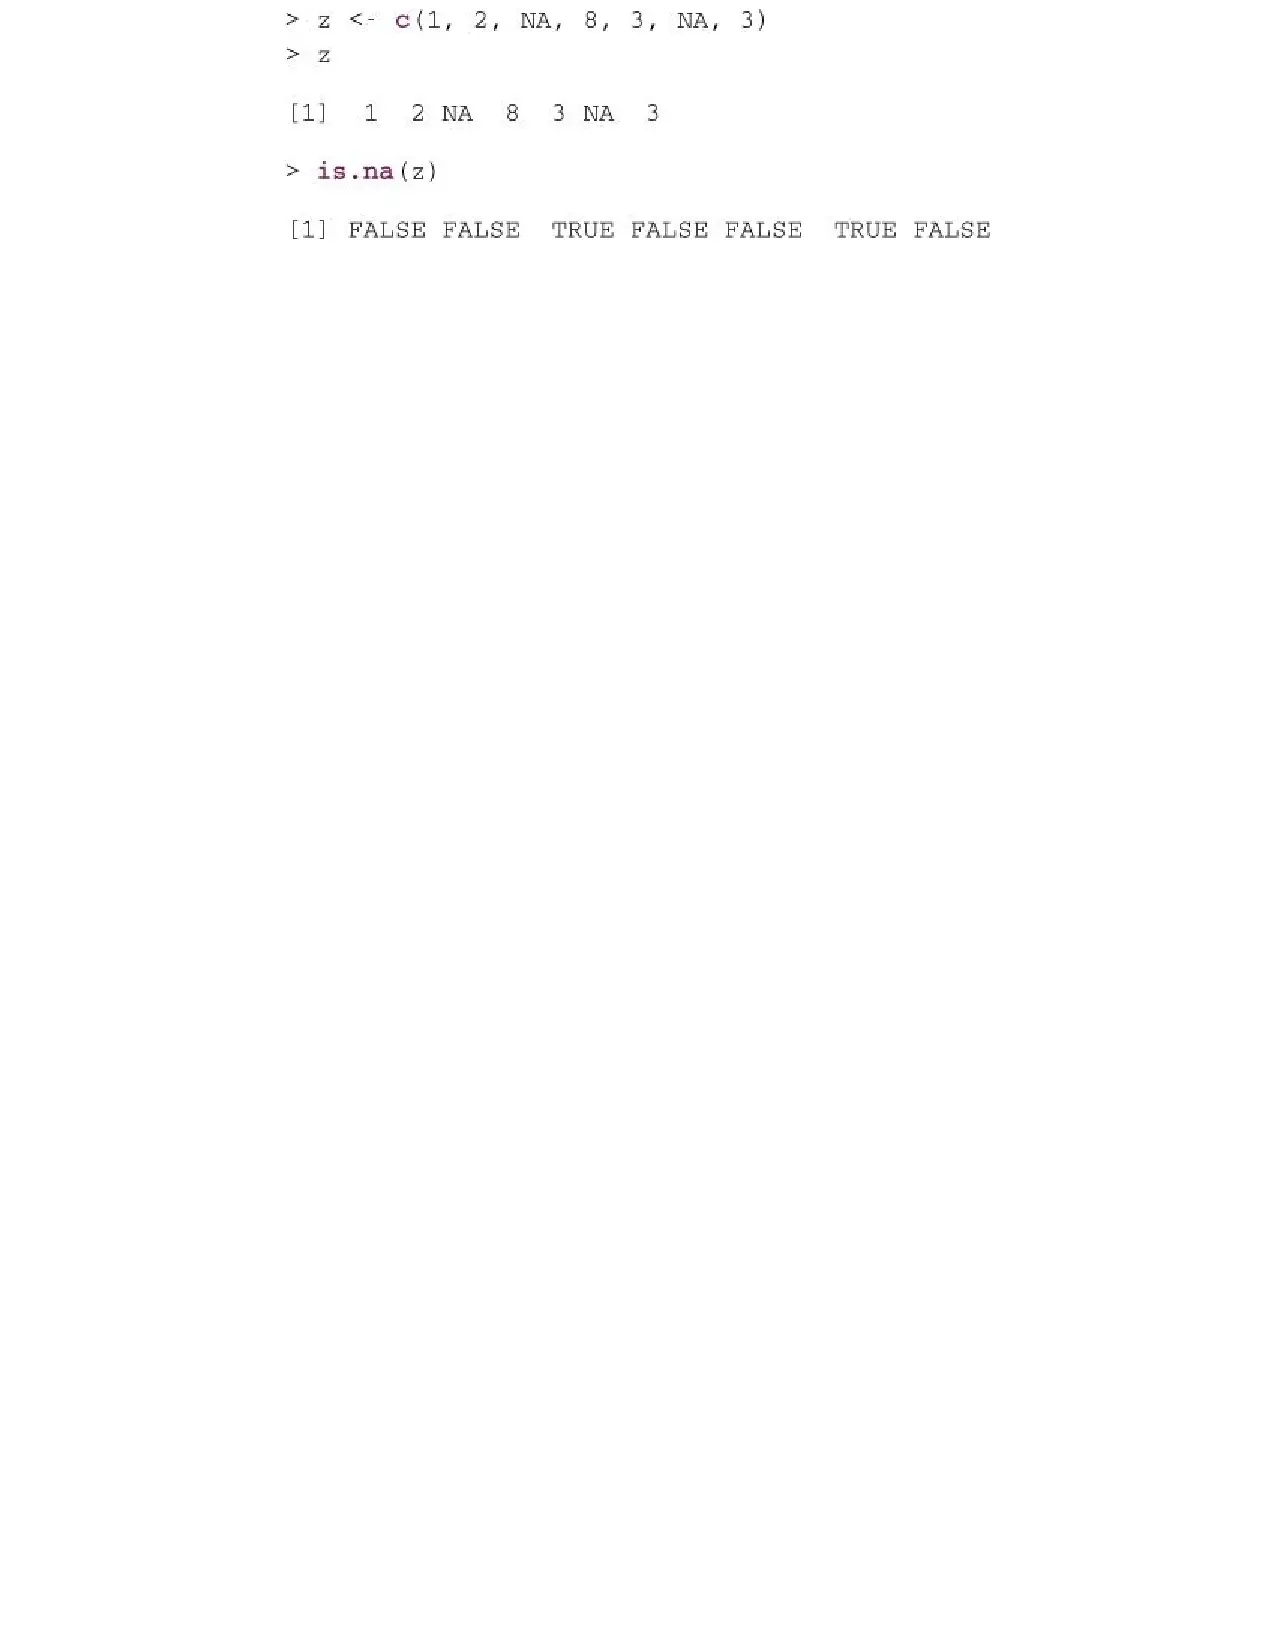 > z <- c(1, 2, NA, 8, 3, NA, 3)
> z
[1]  1  2 NA  8  3 NA  3
> is.na(z)
[1] FALSE FALSE  TRUE FALSE FALSE  TRUE FALSE